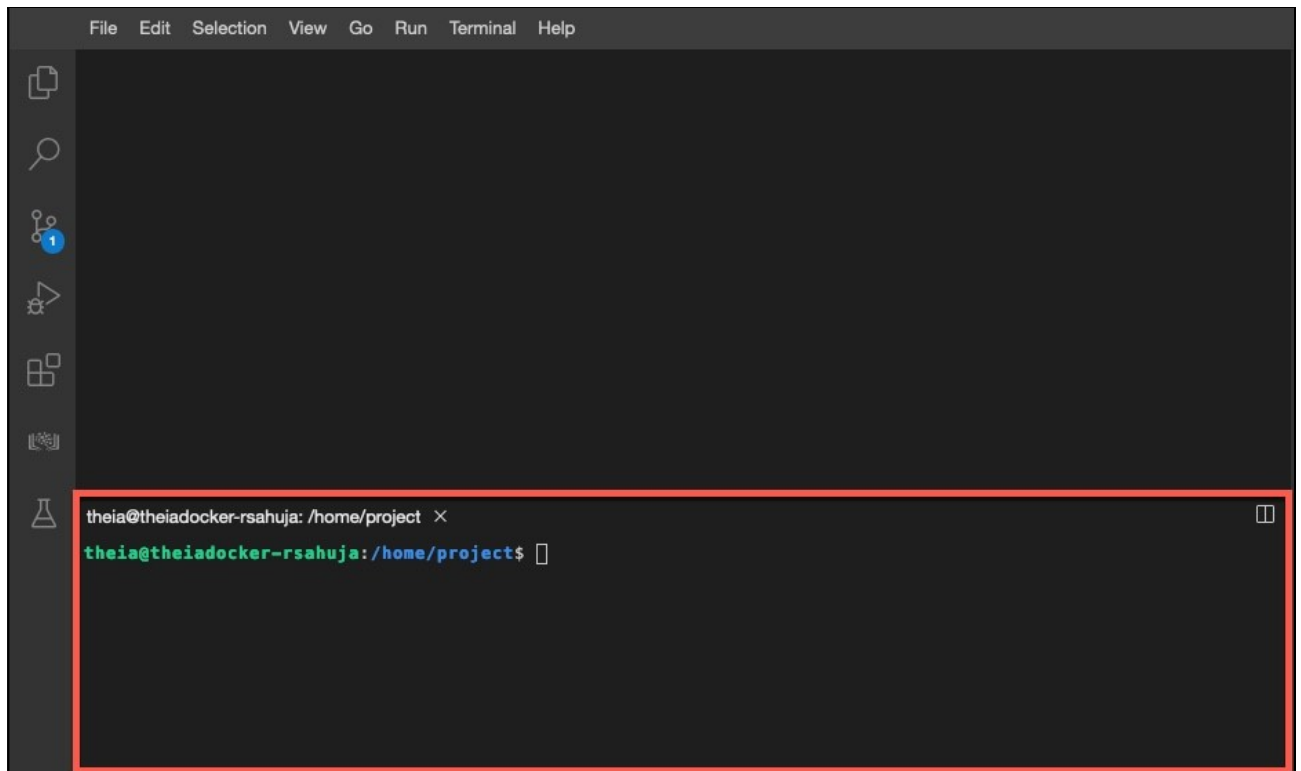 File Edit Selection View Go Run Terminal Help
1
theia@theiadocker-rsahuja: /home/project ×
theia@theiadocker-rsahuja:/home/project$